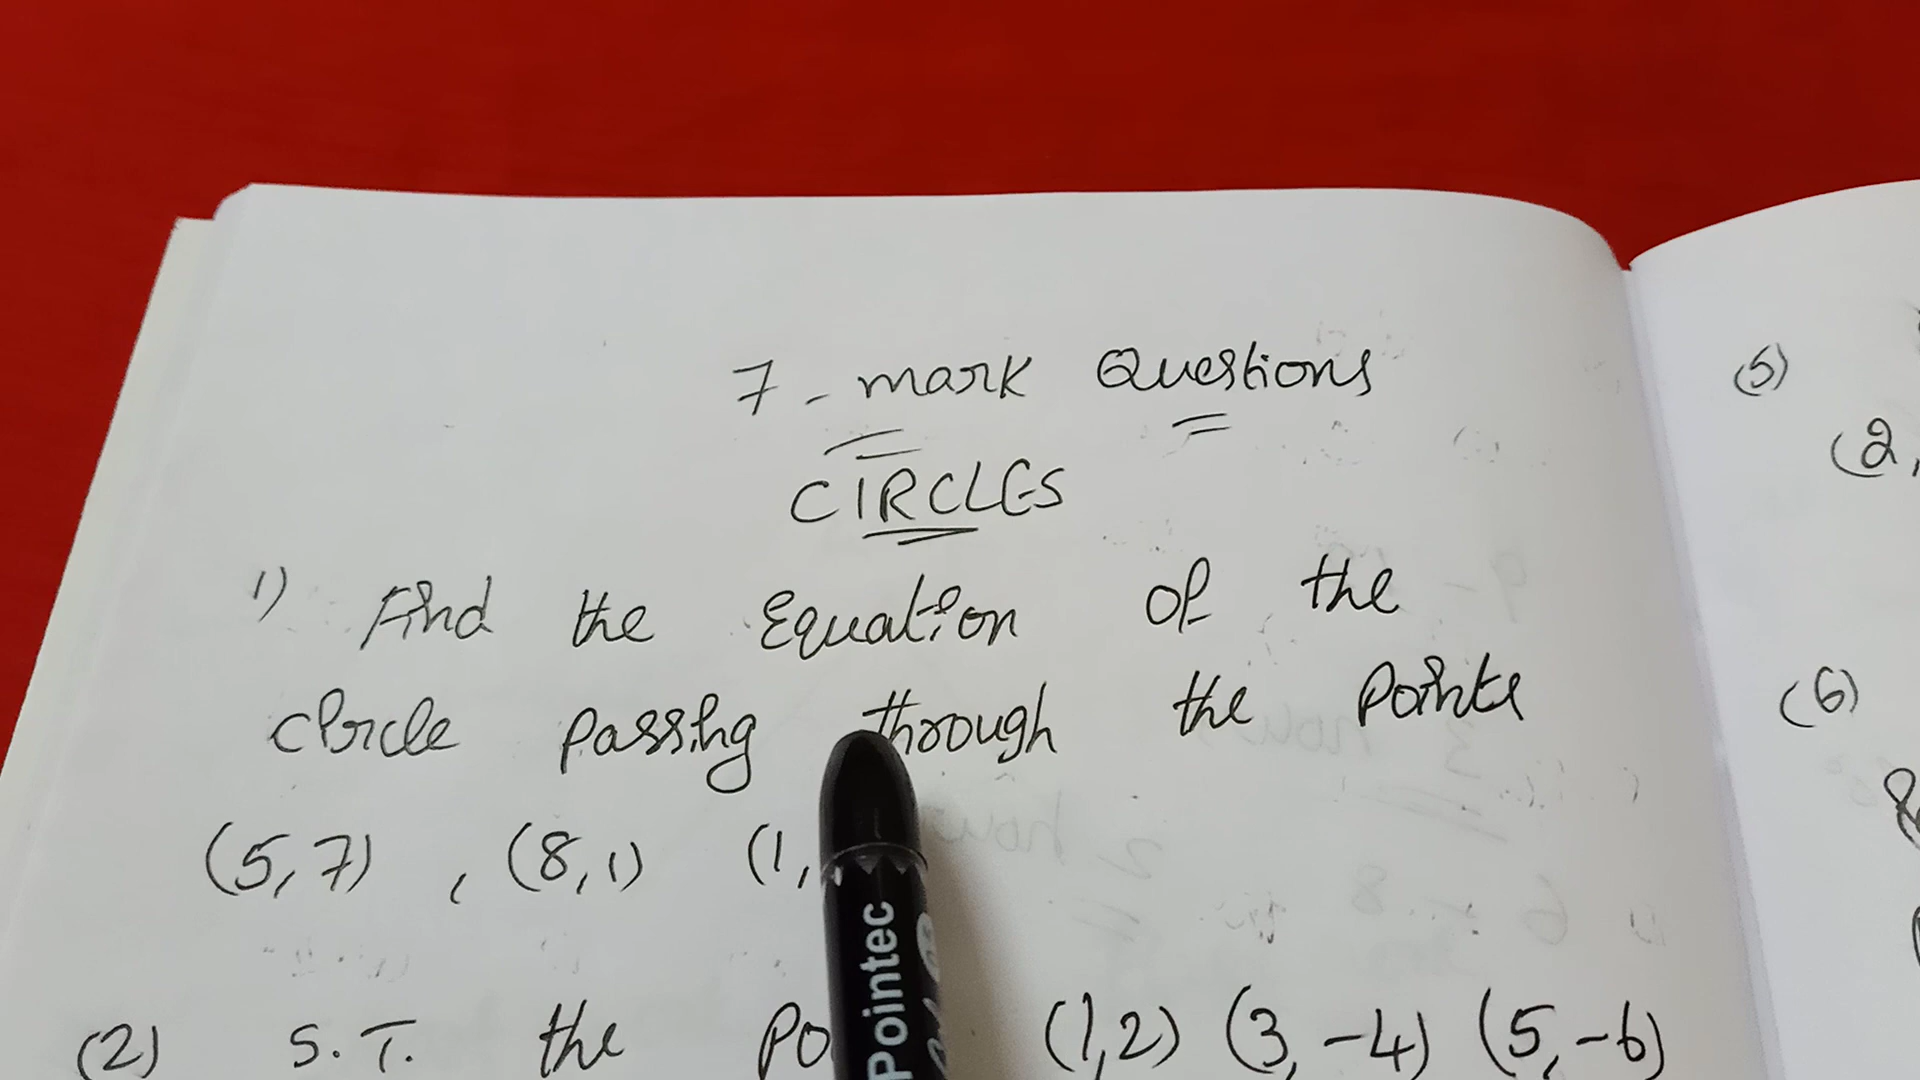 7 - mark Questions
CIRCLES
1) Find the Equation of the
circle passing through the points
(5,7) , (8,1) (1,
(2) S.T. the Po (1,2) (3,-4) (5,-6)
(5)
(2,
(6)
Pointec